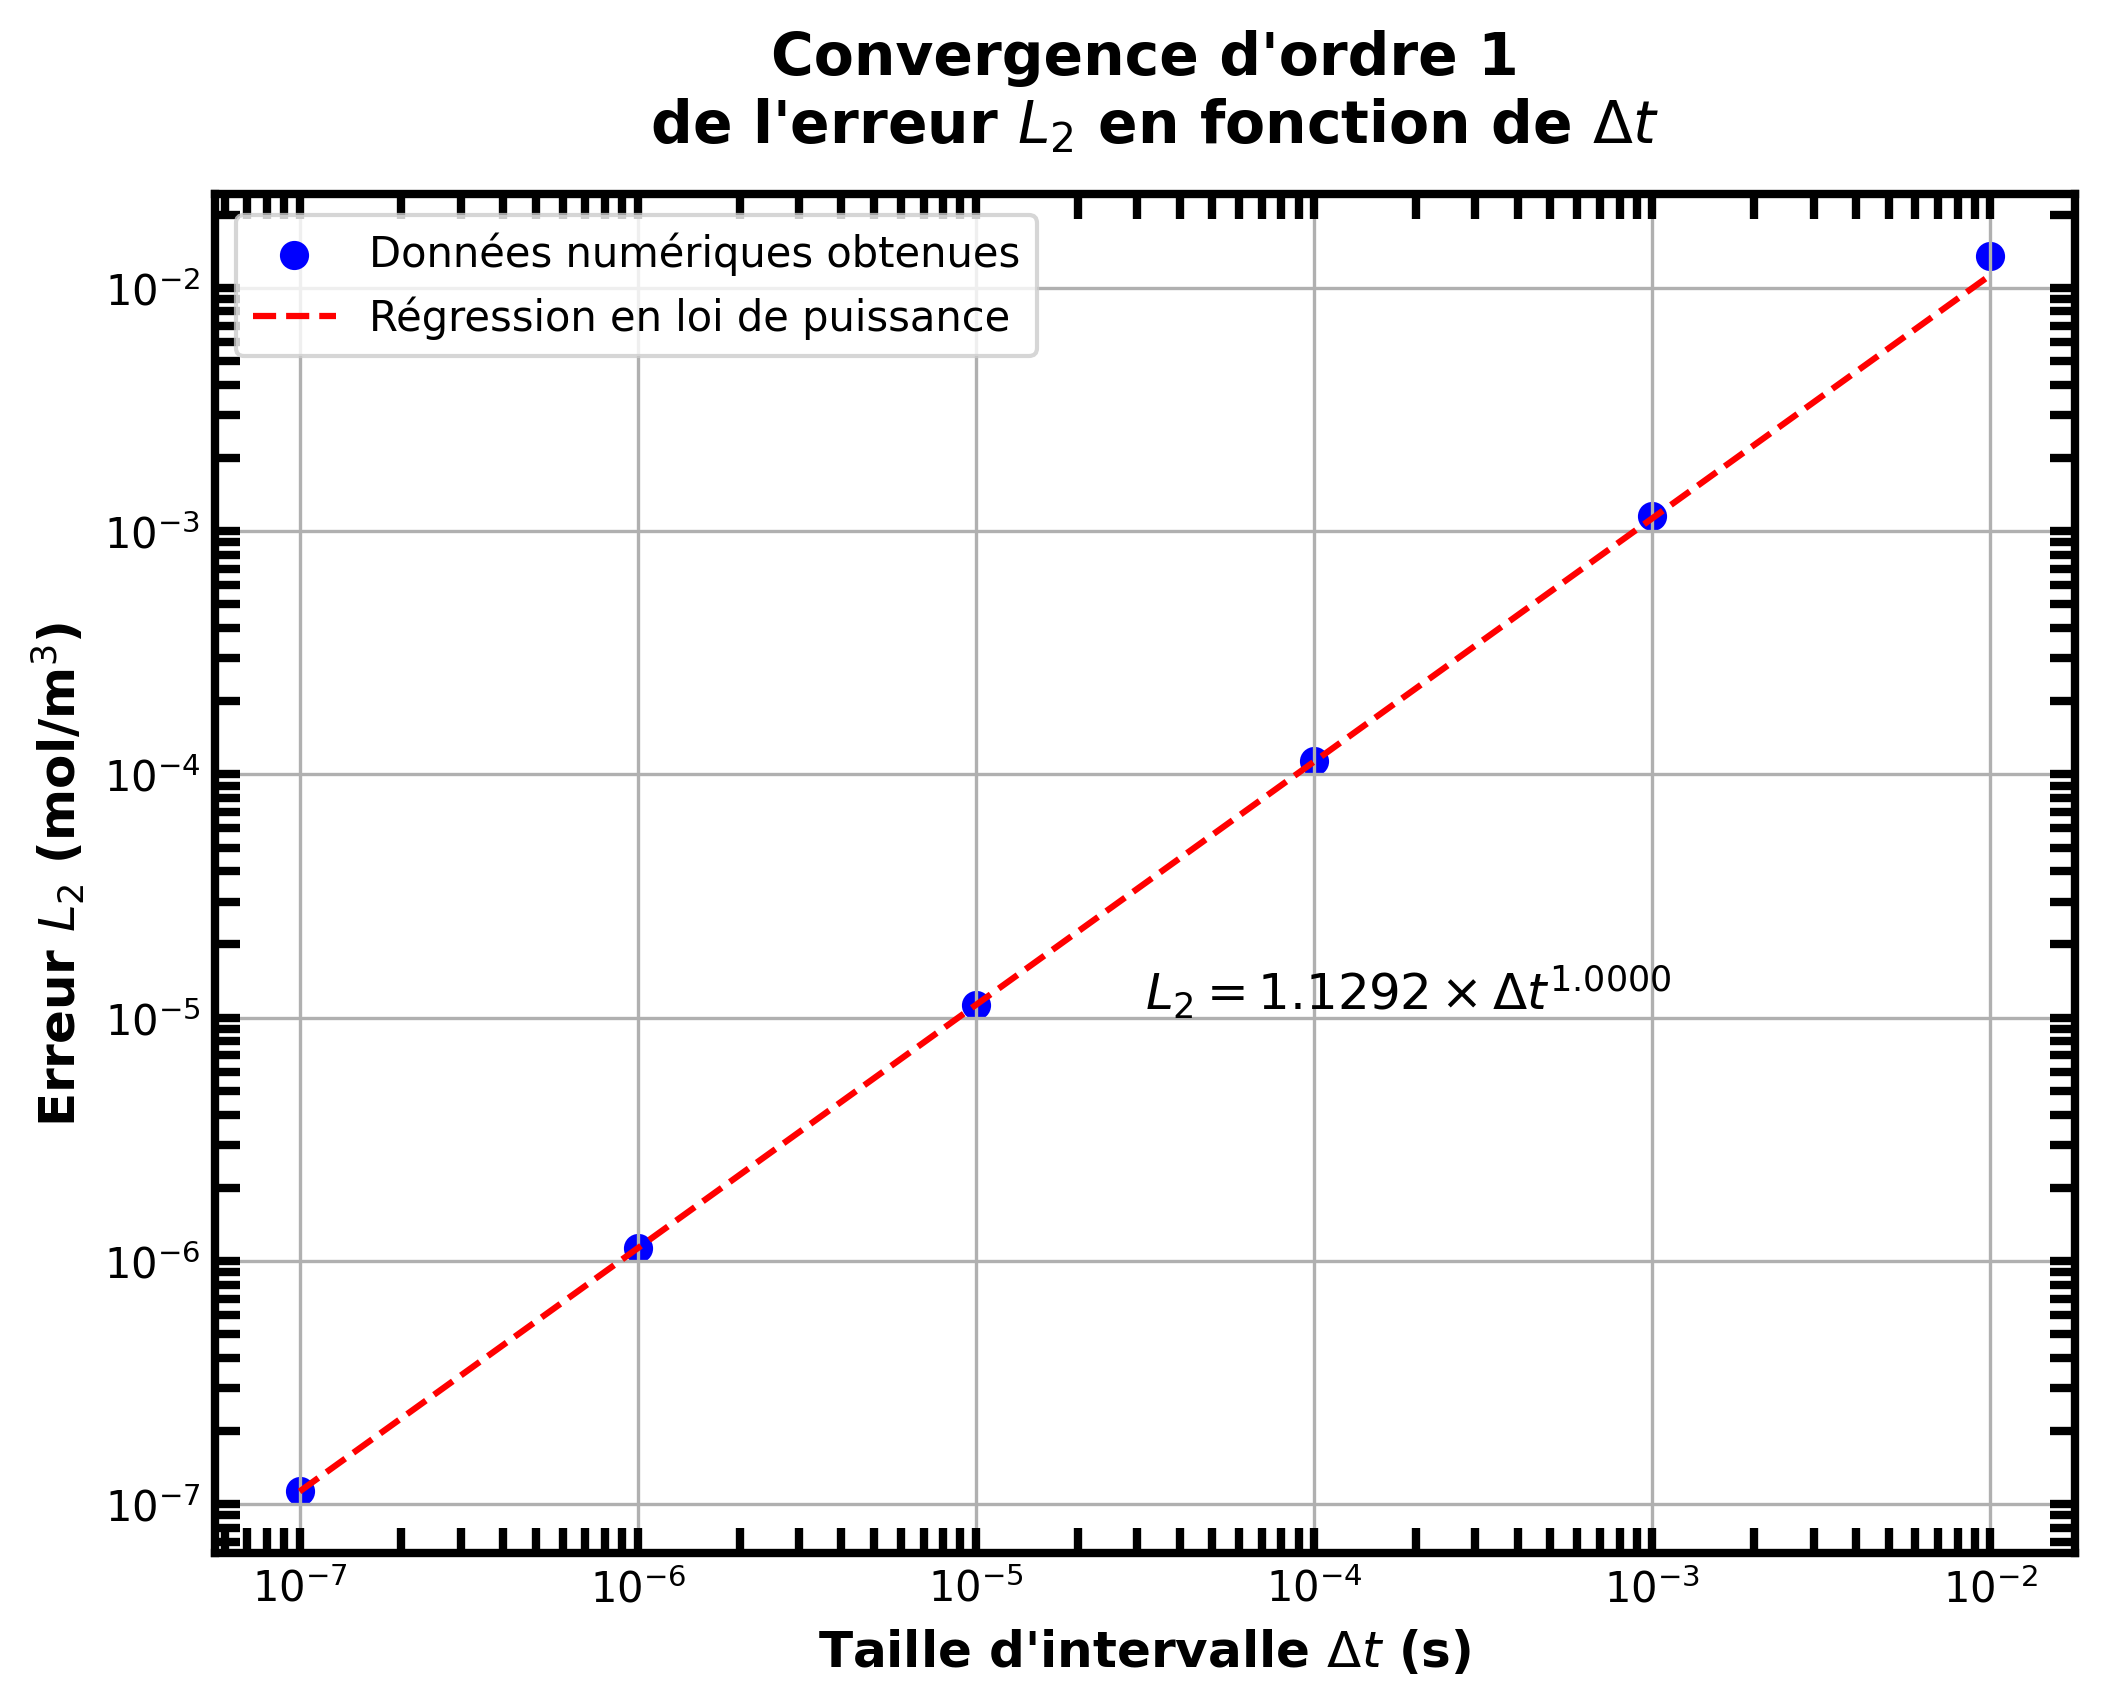 Convergence d'ordre 1
de l'erreur L₂ en fonction de Δt
Données numériques obtenues
Régression en loi de puissance
10⁻²
10⁻³
10⁻⁴
10⁻⁵
10⁻⁶
10⁻⁷
Erreur L₂ (mol/m³)
L₂ = 1.1292 × Δt¹·⁰⁰⁰⁰
10⁻⁷ 10⁻⁶ 10⁻⁵ 10⁻⁴ 10⁻³ 10⁻²
Taille d'intervalle Δt (s)